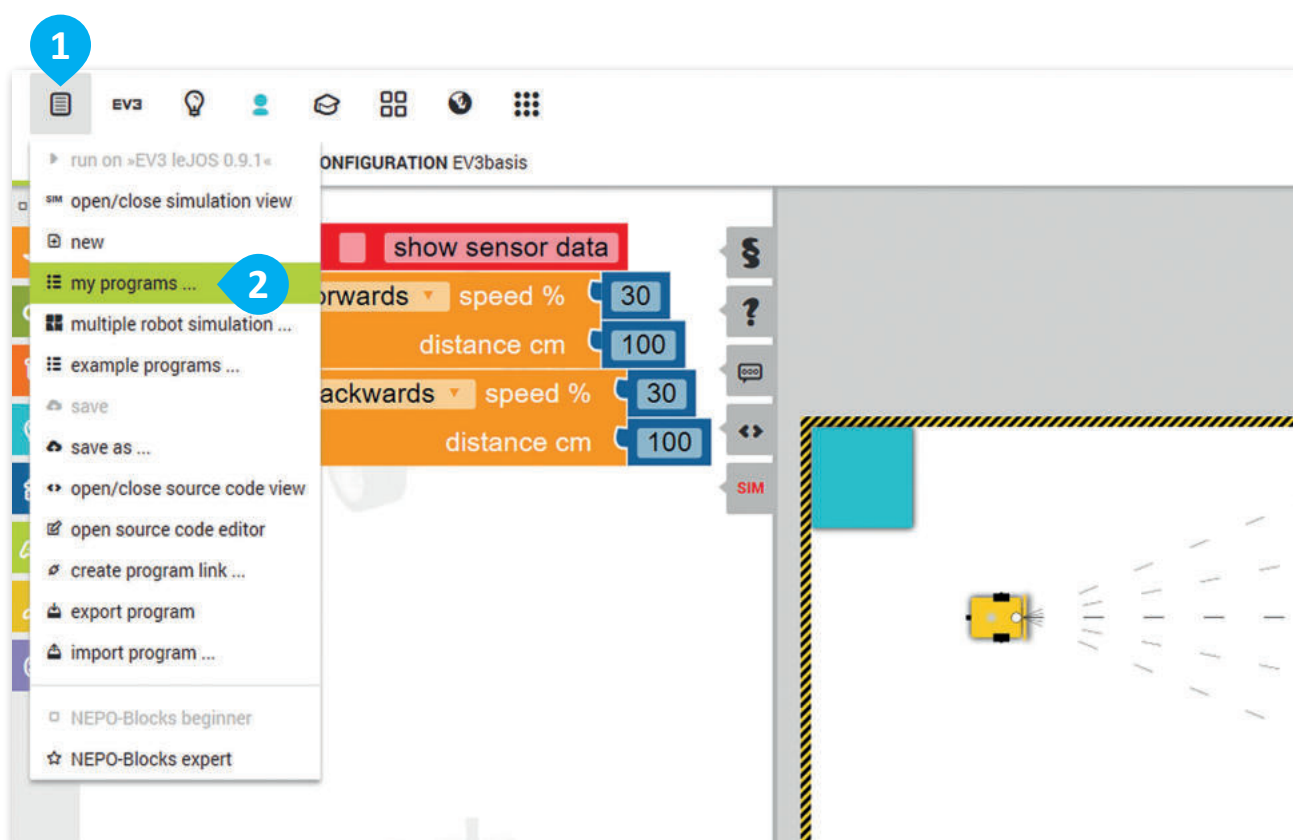 1
EV3
run on »EV3 leJOS 0.9.1«
ONFIGURATION EV3basis
SIM open/close simulation view
new
show sensor data
§
my programs ...
2
orwards speed % 30
?
multiple robot simulation ...
distance cm 100
example programs ...
ackwards speed % 30
save
save as ...
distance cm 100
open/close source code view
SIM
open source code editor
create program link ...
export program
import program ...
NEPO-Blocks beginner
NEPO-Blocks expert